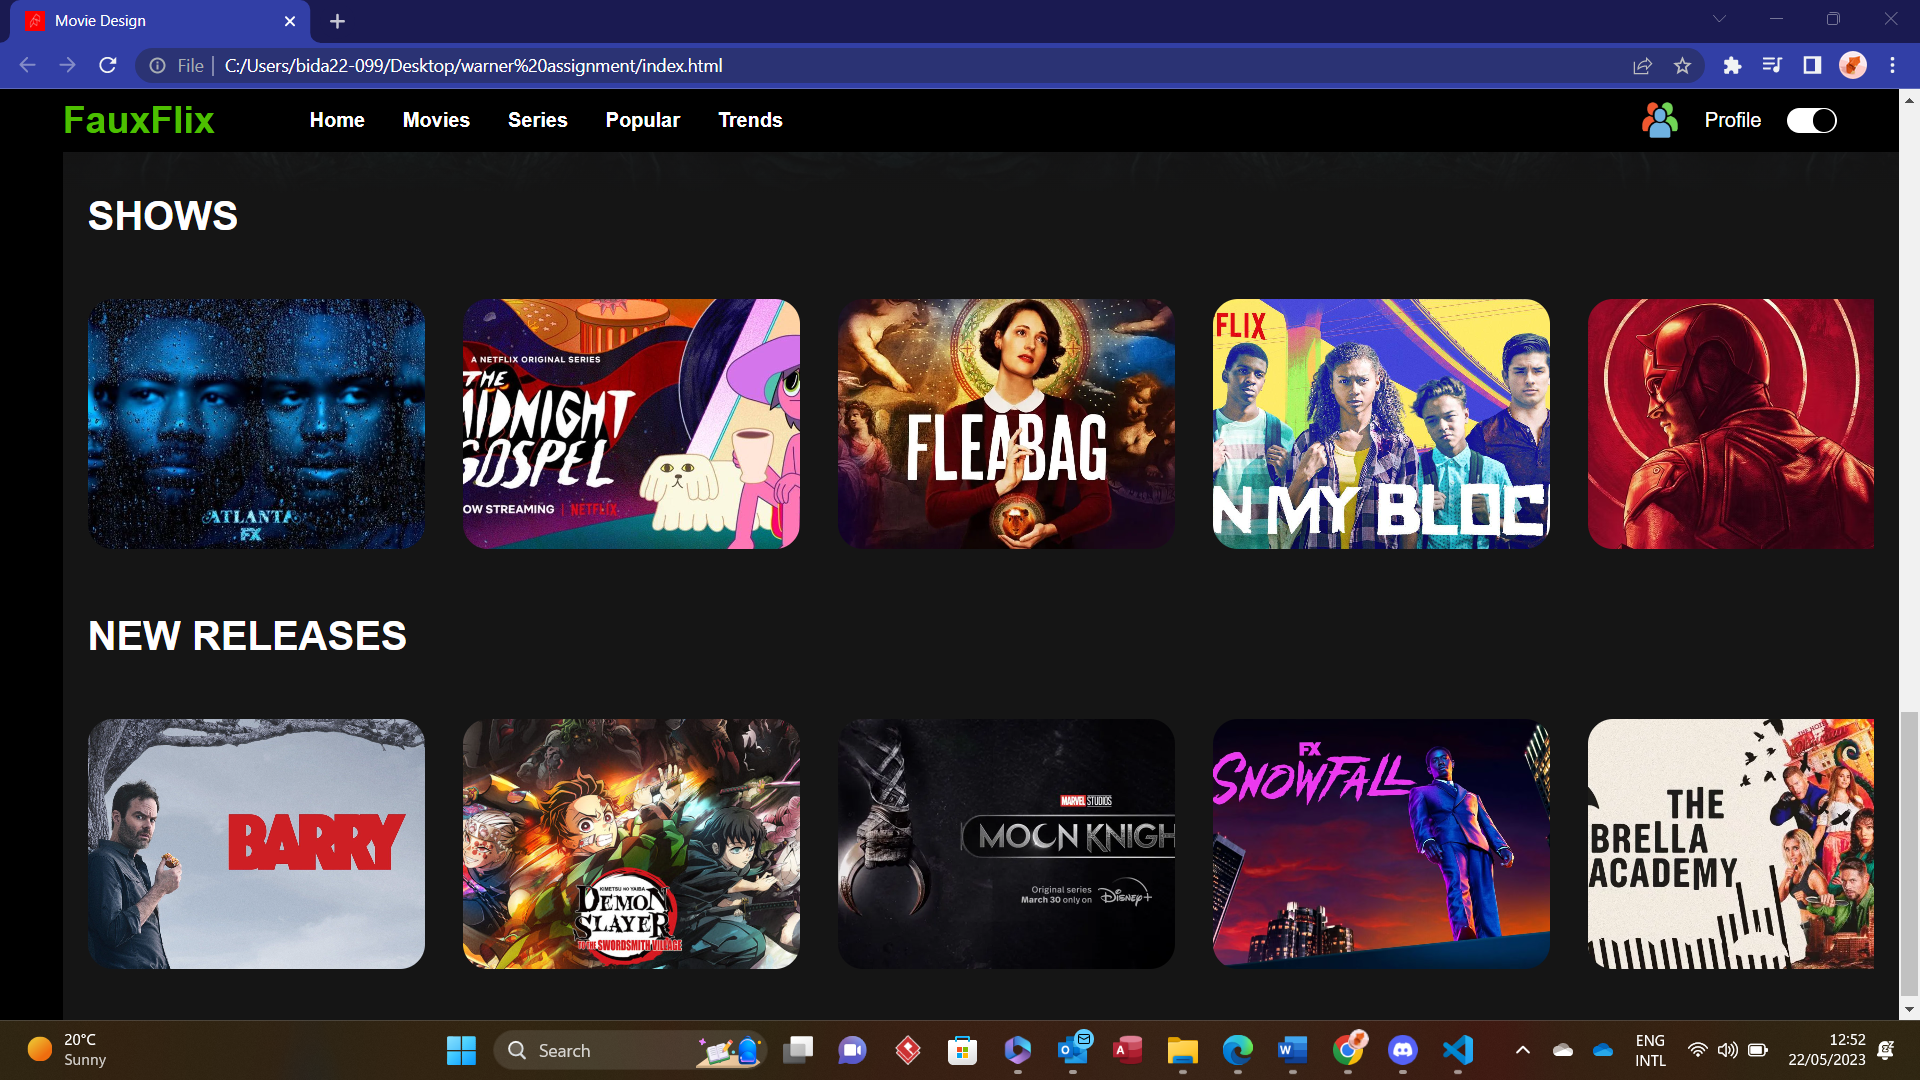 Movie Design
File
C:/Users/bida22-099/Desktop/warner%20assignment/index.html
FauxFlix
Home
Movies
Series
Popular
Trends
Profile
SHOWS
ATLANTA
FX
A NETFLIX ORIGINAL SERIES
THE
MIDNIGHT
GOSPEL
OW STREAMING | NETFLIX
FLEABAG
FLIX
N MY BLOC
NEW RELEASES
BARRY
KIMETSU NO YAIBA
DEMON
SLAYER
TO THE SWORDSMITH VILLAGE
MARVEL STUDIOS
MOON KNIGH
Original series
March 30 only on Disney+
FX
SNOWFALL
THE
BRELLA
ACADEMY
20°C
Sunny
Search
ENG
INTL
12:52
22/05/2023